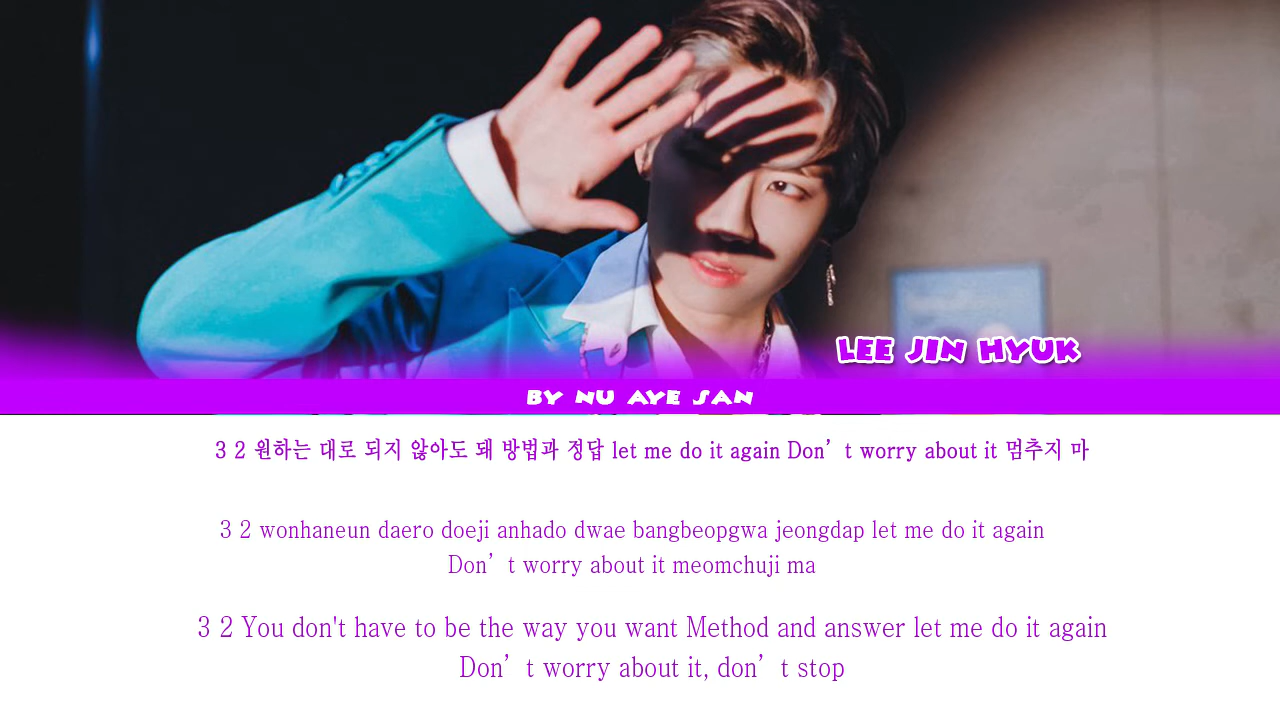 LEE JIN HYUK
BY NU AYE SAN
3 2 원하는 대로 되지 않아도 돼 방법과 정답 let me do it again Don’t worry about it 멈추지 마
3 2 wonhaneun daero doeji anhado dwae bangbeopgwa jeongdap let me do it again
Don’t worry about it meomchuji ma
3 2 You don't have to be the way you want Method and answer let me do it again
Don’t worry about it, don’t stop